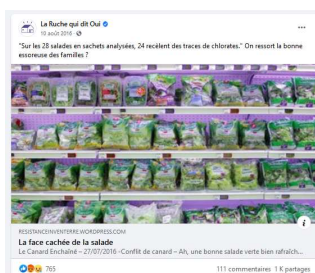 La Ruche qui dit Oui
10 août 2016
"Sur les 28 salades en sachets analysées, 24 recèlent des traces de chlorates." On ressort la bonne
essoreuse des familles ?
RESISTANCEINVENTERRE.WORDPRESS.COM
La face cachée de la salade
Le Canard Enchaîné – 27/07/2016 -Conflit de canard – Ah, une bonne salade verte bien rafraîch...
765
111 commentaires 1 K partages